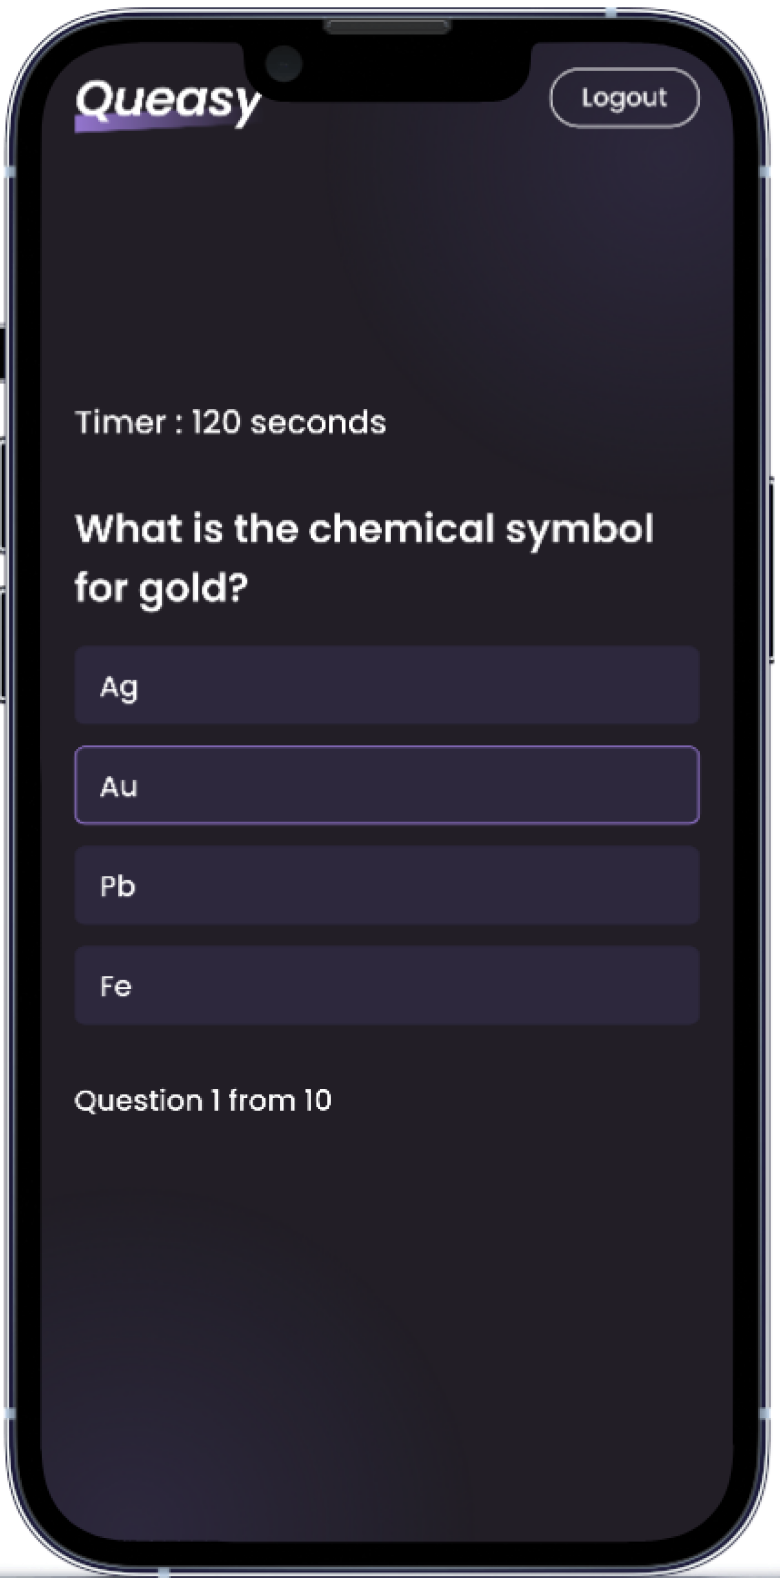 Queasy
Logout
Timer : 120 seconds
What is the chemical symbol
for gold?
Ag
Au
Pb
Fe
Question 1 from 10